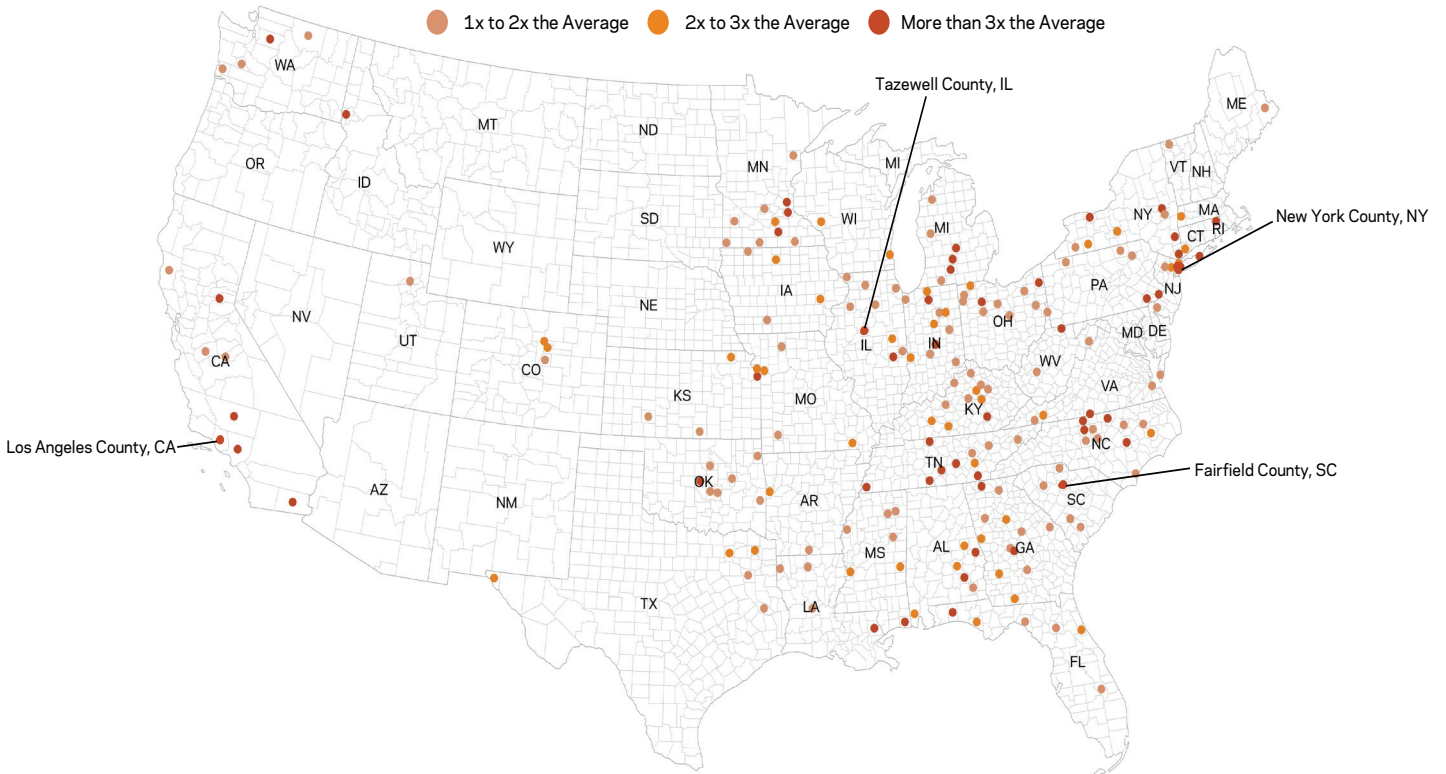 1x to 2x the Average 2x to 3x the Average More than 3x the Average
Tazewell County, IL
New York County, NY
Los Angeles County, CA
Fairfield County, SC
WA
MT
ND
MN
MI
ME
OR
ID
SD
WI
MI
VT
NH
NY
MA
CT
RI
WY
IA
NE
PA
NJ
NV
UT
CO
IL
IN
OH
MD
DE
CA
KS
MO
WV
VA
KY
AZ
NM
OK
AR
TN
NC
SC
MS
AL
GA
TX
LA
FL